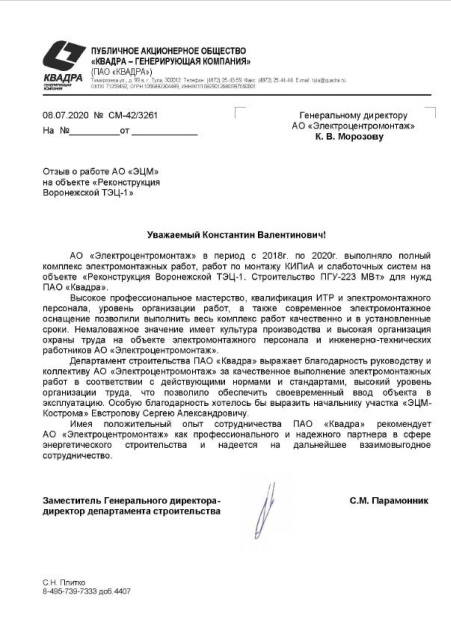 КВАДРА
ГЕНЕРИРУЮЩАЯ
КОМПАНИЯ
ПУБЛИЧНОЕ АКЦИОНЕРНОЕ ОБЩЕСТВО
«КВАДРА – ГЕНЕРИРУЮЩАЯ КОМПАНИЯ»
(ПАО «КВАДРА»)
08.07.2020 № СМ-42/3261
На №__________от ___________
Генеральному директору
АО «Электроцентромонтаж»
К. В. Морозову
Отзыв о работе АО «ЭЦМ»
на объекте «Реконструкция
Воронежской ТЭЦ-1»
Уважаемый Константин Валентинович!
АО «Электроцентромонтаж» в период с 2018г. по 2020г. выполняло полный
комплекс электромонтажных работ, работ по монтажу КИПиА и слаботочных систем на
объекте «Реконструкция Воронежской ТЭЦ-1. Строительство ПГУ-223 МВт» для нужд
ПАО «Квадра».
Высокое профессиональное мастерство, квалификация ИТР и электромонтажного
персонала, уровень организации работ, а также современное электромонтажное
оснащение позволили выполнить весь комплекс работ качественно и в установленные
сроки. Немаловажное значение имеет культура производства и высокая организация
охраны труда на объекте электромонтажного персонала и инженерно-технических
работников АО «Электроцентромонтаж».
Департамент строительства ПАО «Квадра» выражает благодарность руководству и
коллективу АО «Электроцентромонтаж» за качественное выполнение электромонтажных
работ в соответствии с действующими нормами и стандартами, высокий уровень
организации труда, что позволило обеспечить своевременный ввод объекта в
эксплуатацию. Особую благодарность хотелось бы выразить начальнику участка «ЭЦМ-
Кострома» Евстропову Сергею Александровичу.
Имея положительный опыт сотрудничества ПАО «Квадра» рекомендует
АО «Электроцентромонтаж» как профессионального и надежного партнера в сфере
энергетического строительства и надеется на дальнейшее взаимовыгодное
сотрудничество.
Заместитель Генерального директора-
директор департамента строительства
С.М. Парамонник
С.Н. Плитко
8-495-739-7333 доб.4407